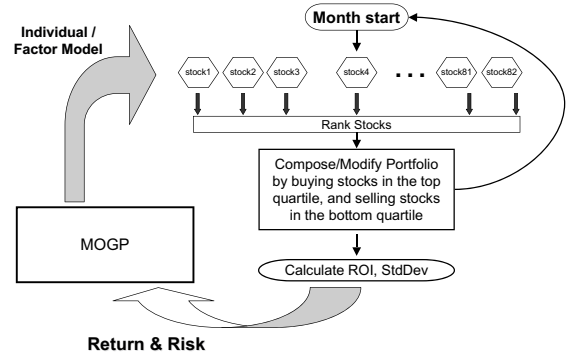 Individual /
Factor Model
Month start
stock1 stock2 stock3 stock4 ... stock81 stock82
Rank Stocks
Compose/Modify Portfolio
by buying stocks in the top
quartile, and selling stocks
in the bottom quartile
MOGP
Calculate ROI, StdDev
Return & Risk